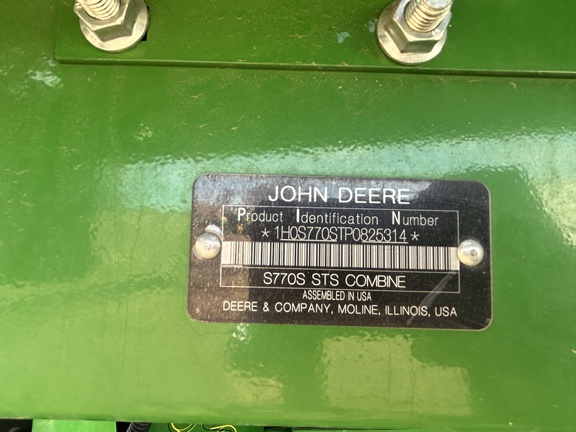 JOHN DEERE
Product Identification Number
*1H0S770STP0825314*
S770S STS COMBINE
ASSEMBLED IN USA
DEERE & COMPANY, MOLINE, ILLINOIS, USA